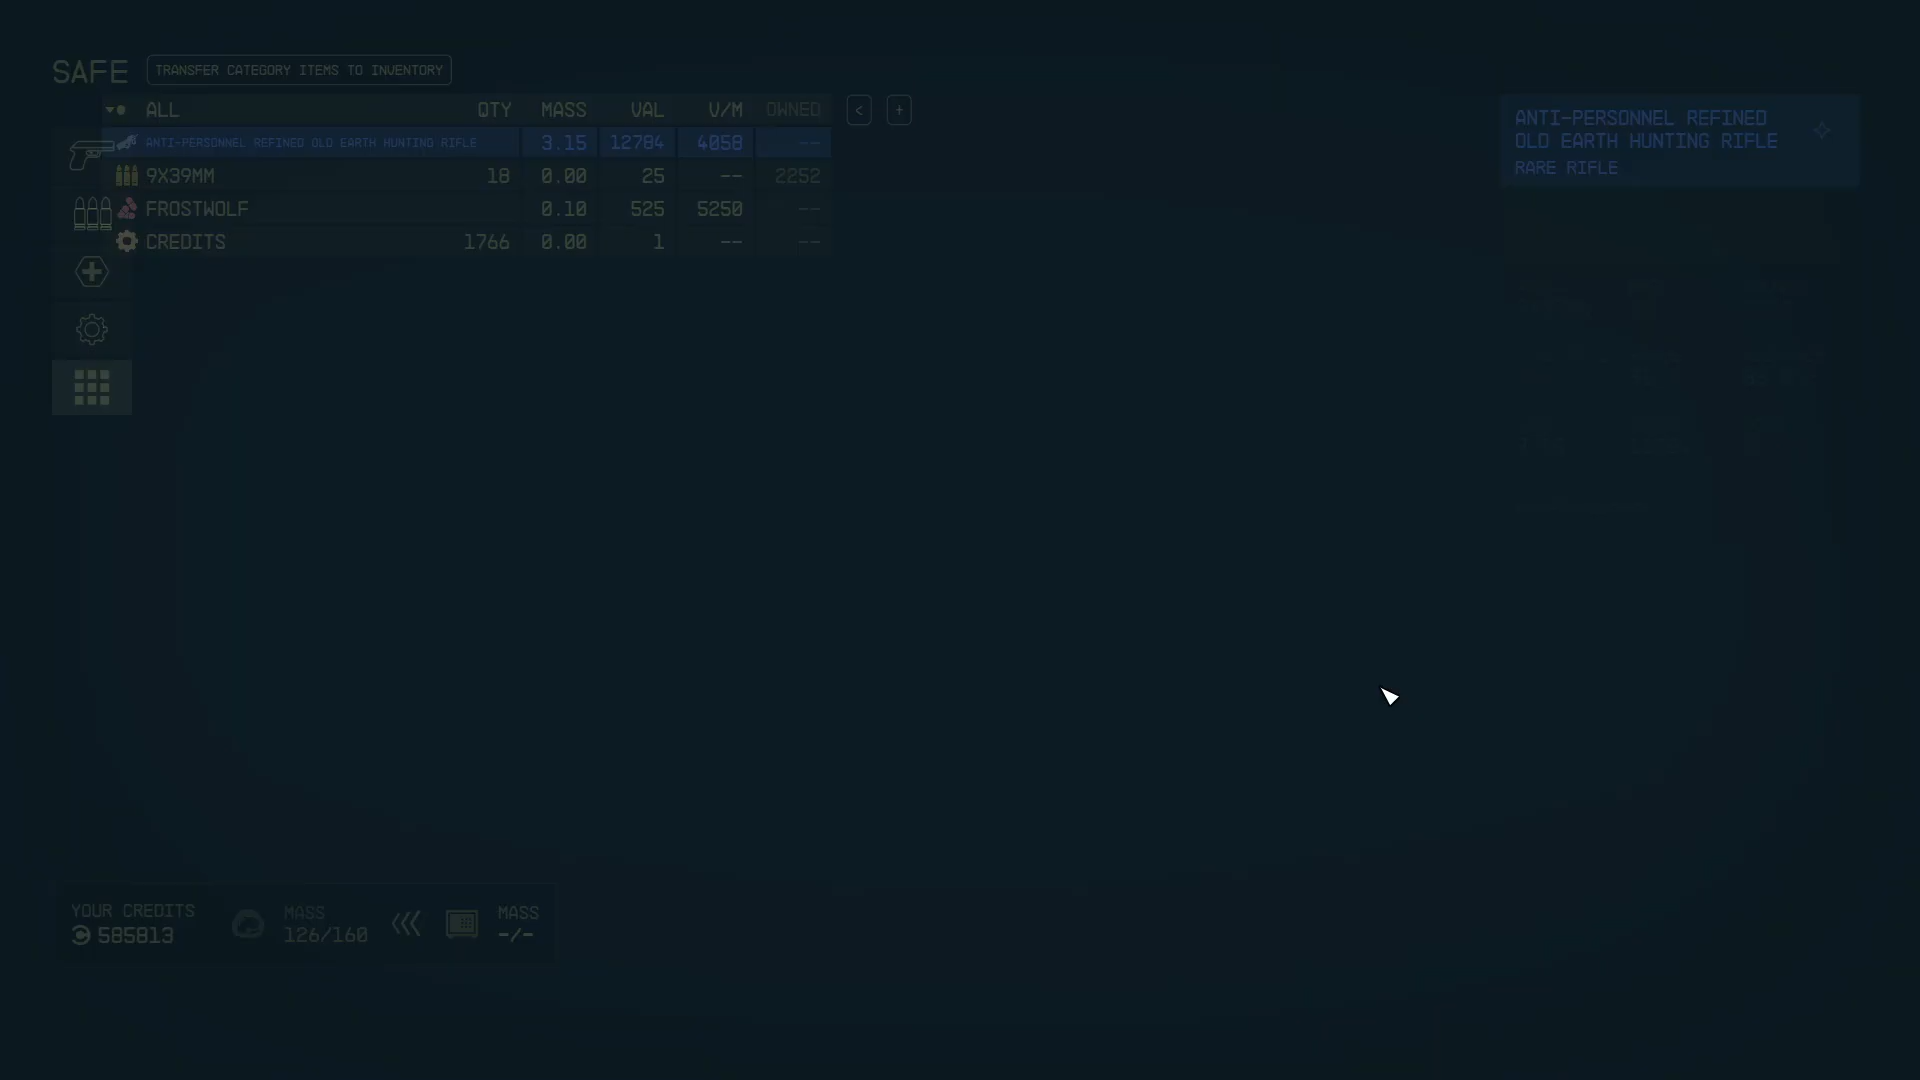 SAFE TRANSFER CATEGORY ITEMS TO INVENTORY
ALL QTY MASS VAL V/M OWNED < +
ANTI-PERSONNEL REFINED OLD EARTH HUNTING RIFLE 3.15 12784 4058 --
9X39MM 18 0.00 25 -- 2252
FROSTWOLF 0.10 525 5250 --
CREDITS 1766 0.00 1 -- --
ANTI-PERSONNEL REFINED
OLD EARTH HUNTING RIFLE
RARE RIFLE
YOUR CREDITS
585813
MASS
126/160
MASS
-/-